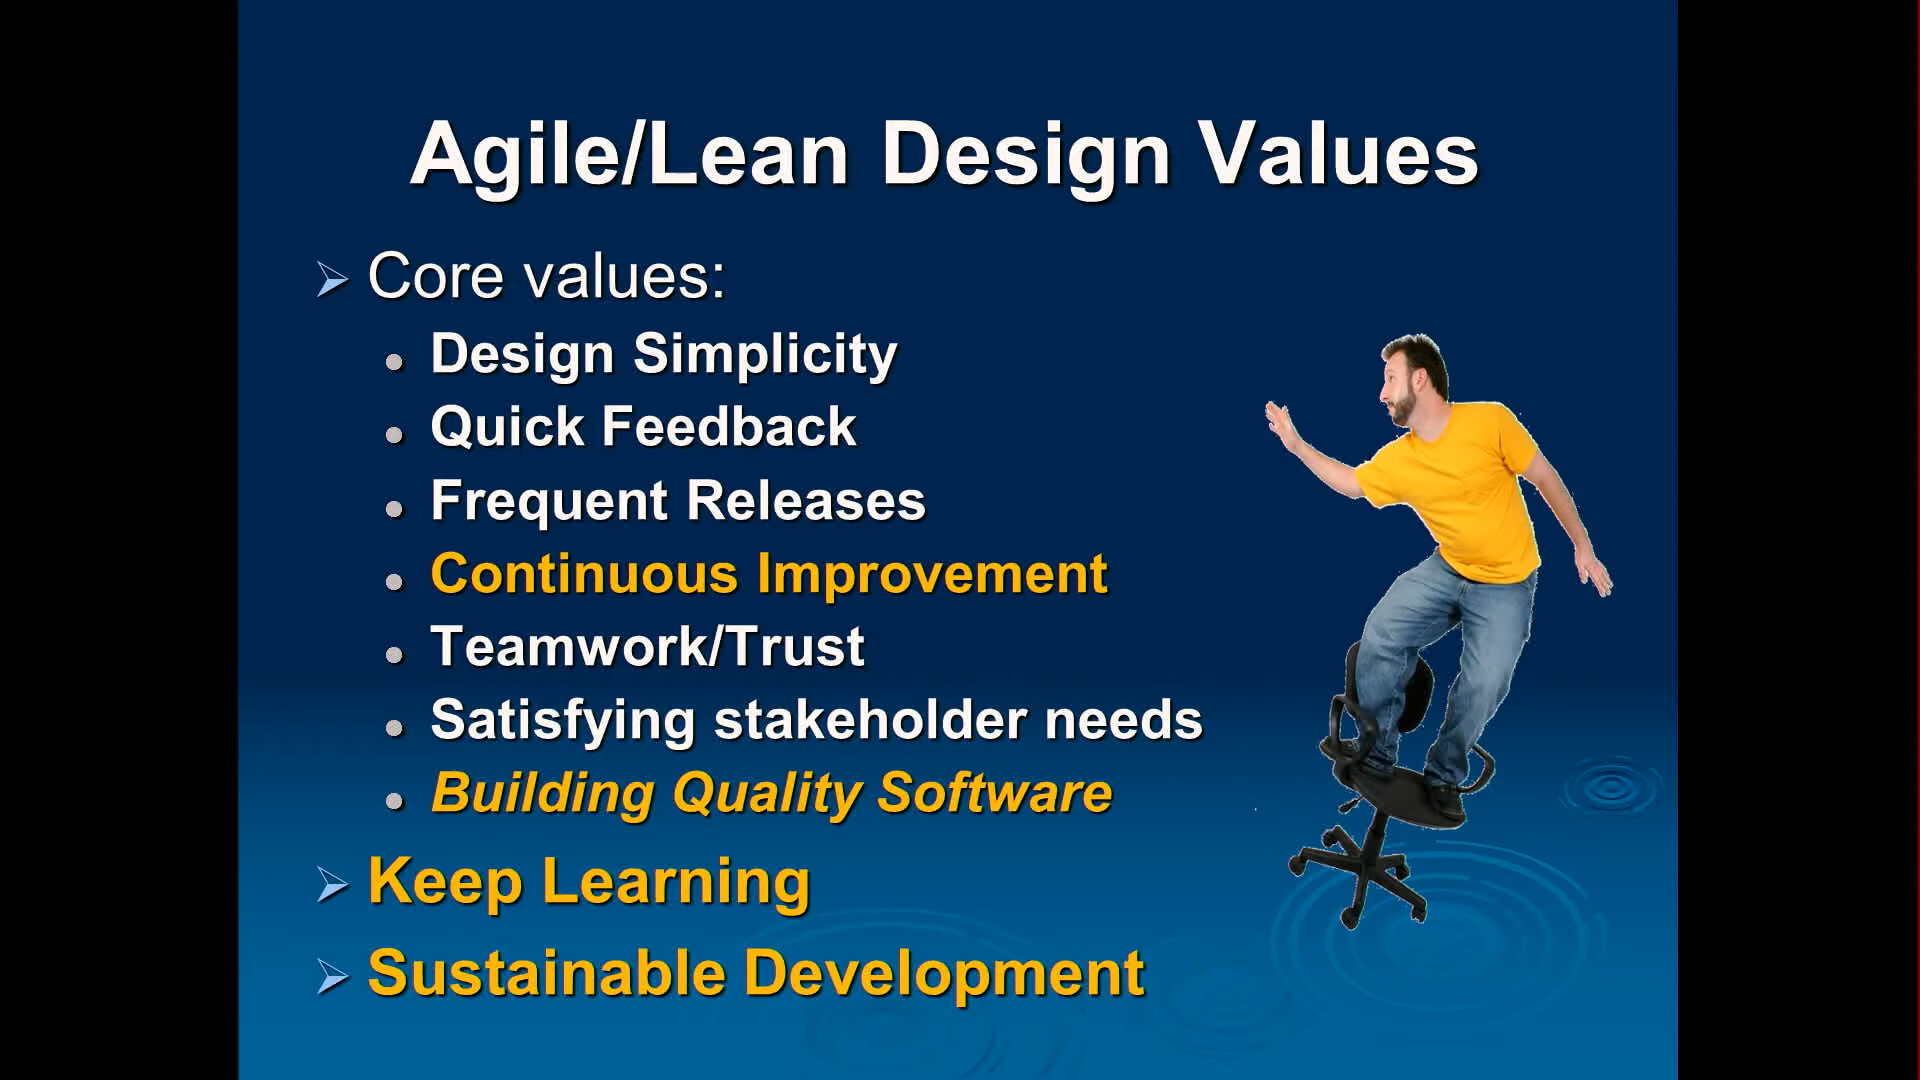 Agile/Lean Design Values
Core values:
Design Simplicity
Quick Feedback
Frequent Releases
Continuous Improvement
Teamwork/Trust
Satisfying stakeholder needs
Building Quality Software
Keep Learning
Sustainable Development